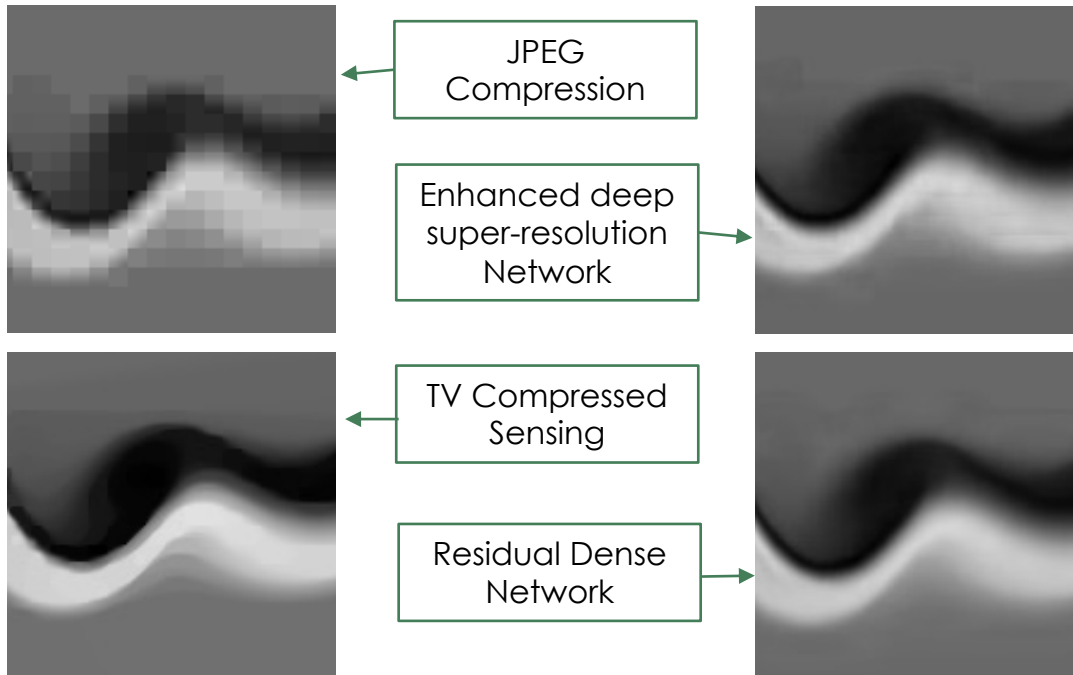 JPEG
Compression
Enhanced deep
super-resolution
Network
TV Compressed
Sensing
Residual Dense
Network